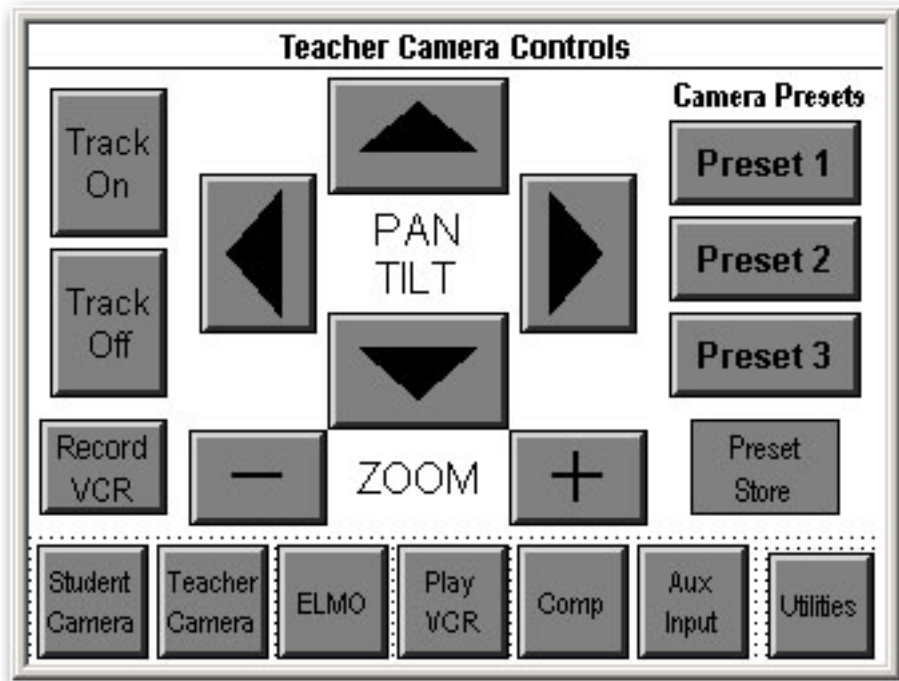 Teacher Camera Controls
Camera Presets
Track
On
Track
Off
PAN
TILT
Preset 1
Preset 2
Preset 3
Record
VCR
−
ZOOM
+
Preset
Store
Student
Camera
Teacher
Camera
ELMO
Play
VCR
Comp
Aux
Input
Utilities